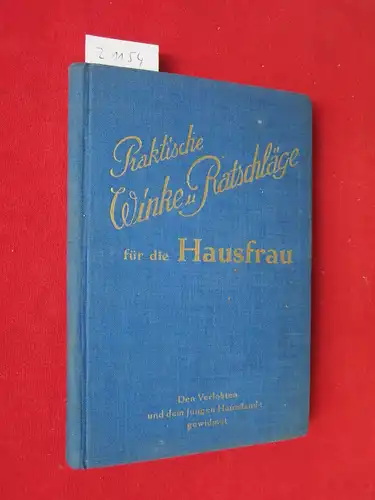 Z 1154
Praktische
Winke u. Ratschläge
für die Hausfrau
Den Verlobten
und dem jungen Hausstande
gewidmet